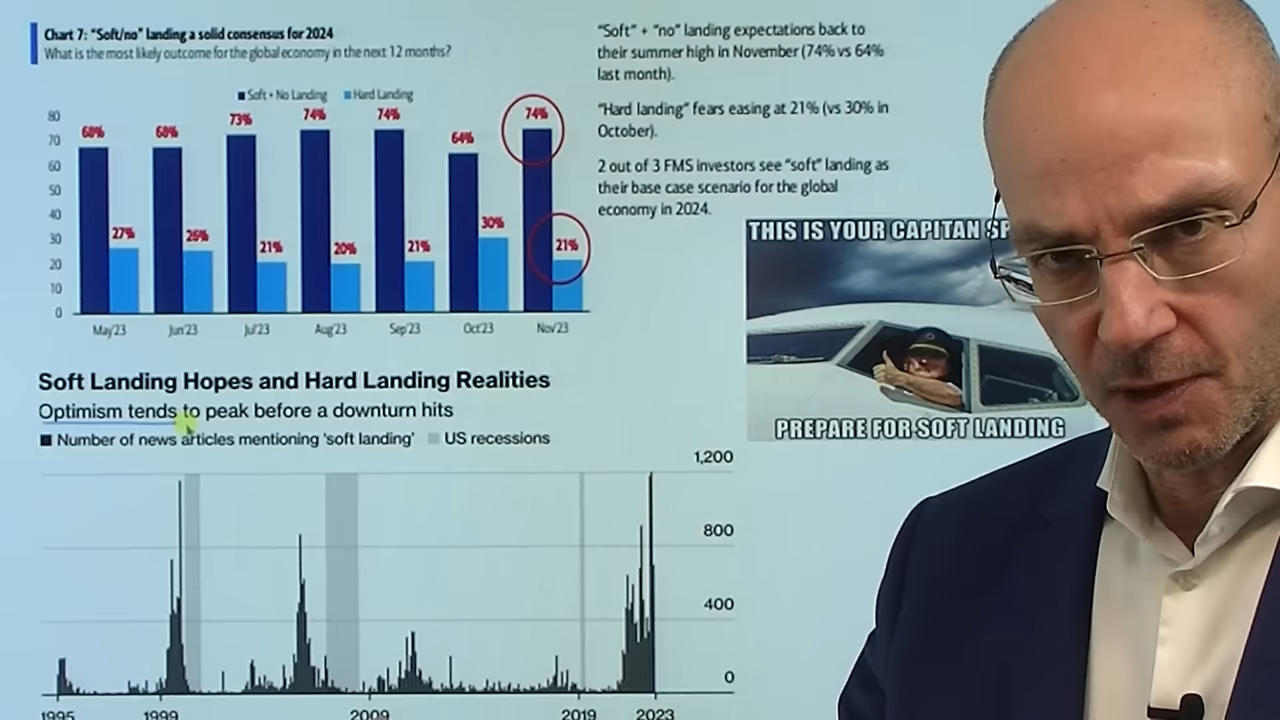 Chart 7: "Soft/no" landing a solid consensus for 2024
What is the most likely outcome for the global economy in the next 12 months?
Soft + No Landing Hard Landing
80
70
60
50
40
30
20
10
0
68% 68% 73% 74% 74% 64% 74%
27% 26% 21% 20% 21% 30% 21%
May'23 Jun'23 Jul'23 Aug'23 Sep'23 Oct'23 Nov'23
"Soft" + "no" landing expectations back to
their summer high in November (74% vs 64%
last month).
"Hard landing" fears easing at 21% (vs 30% in
October).
2 out of 3 FMS investors see "soft" landing as
their base case scenario for the global
economy in 2024.
THIS IS YOUR CAPITAN SP
PREPARE FOR SOFT LANDING
Soft Landing Hopes and Hard Landing Realities
Optimism tends to peak before a downturn hits
Number of news articles mentioning 'soft landing' US recessions
1,200
800
400
0
1995 1999 2009 2019 2023